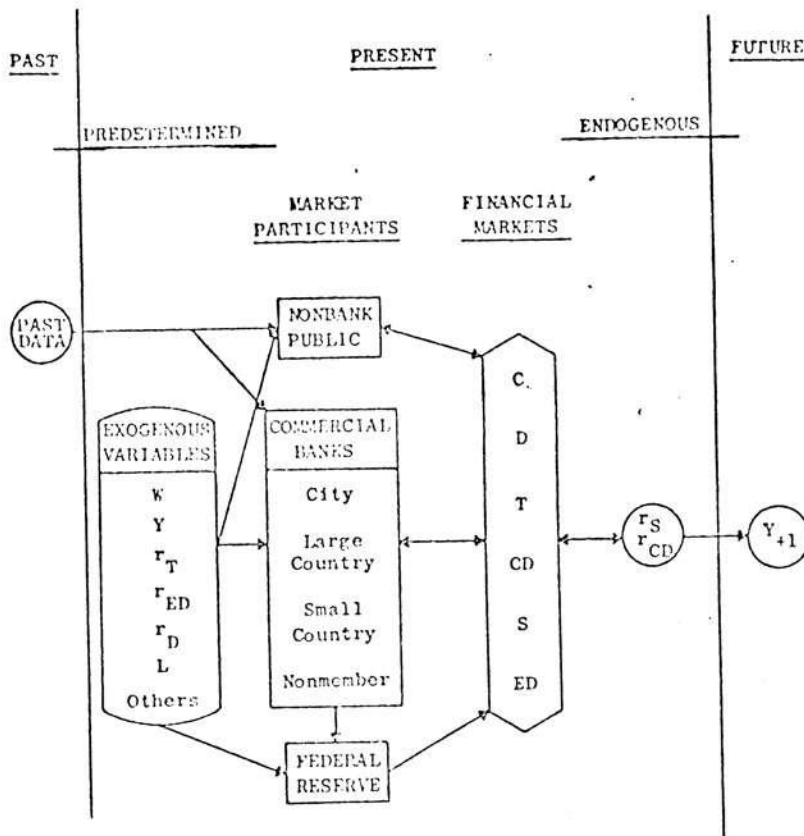 PAST
PRESENT
FUTURE
PREDETERMINED
ENDOGENOUS
MARKET
PARTICIPANTS
FINANCIAL
MARKETS
PAST
DATA
NONBANK
PUBLIC
EXOGENOUS
VARIABLES
W
Y
r_T
r_ED
r_D
L
Others
COMMERCIAL
BANKS
City
Large
Country
Small
Country
Nonmember
FEDERAL
RESERVE
C
D
T
CD
S
ED
r_S
r_CD
Y_+1